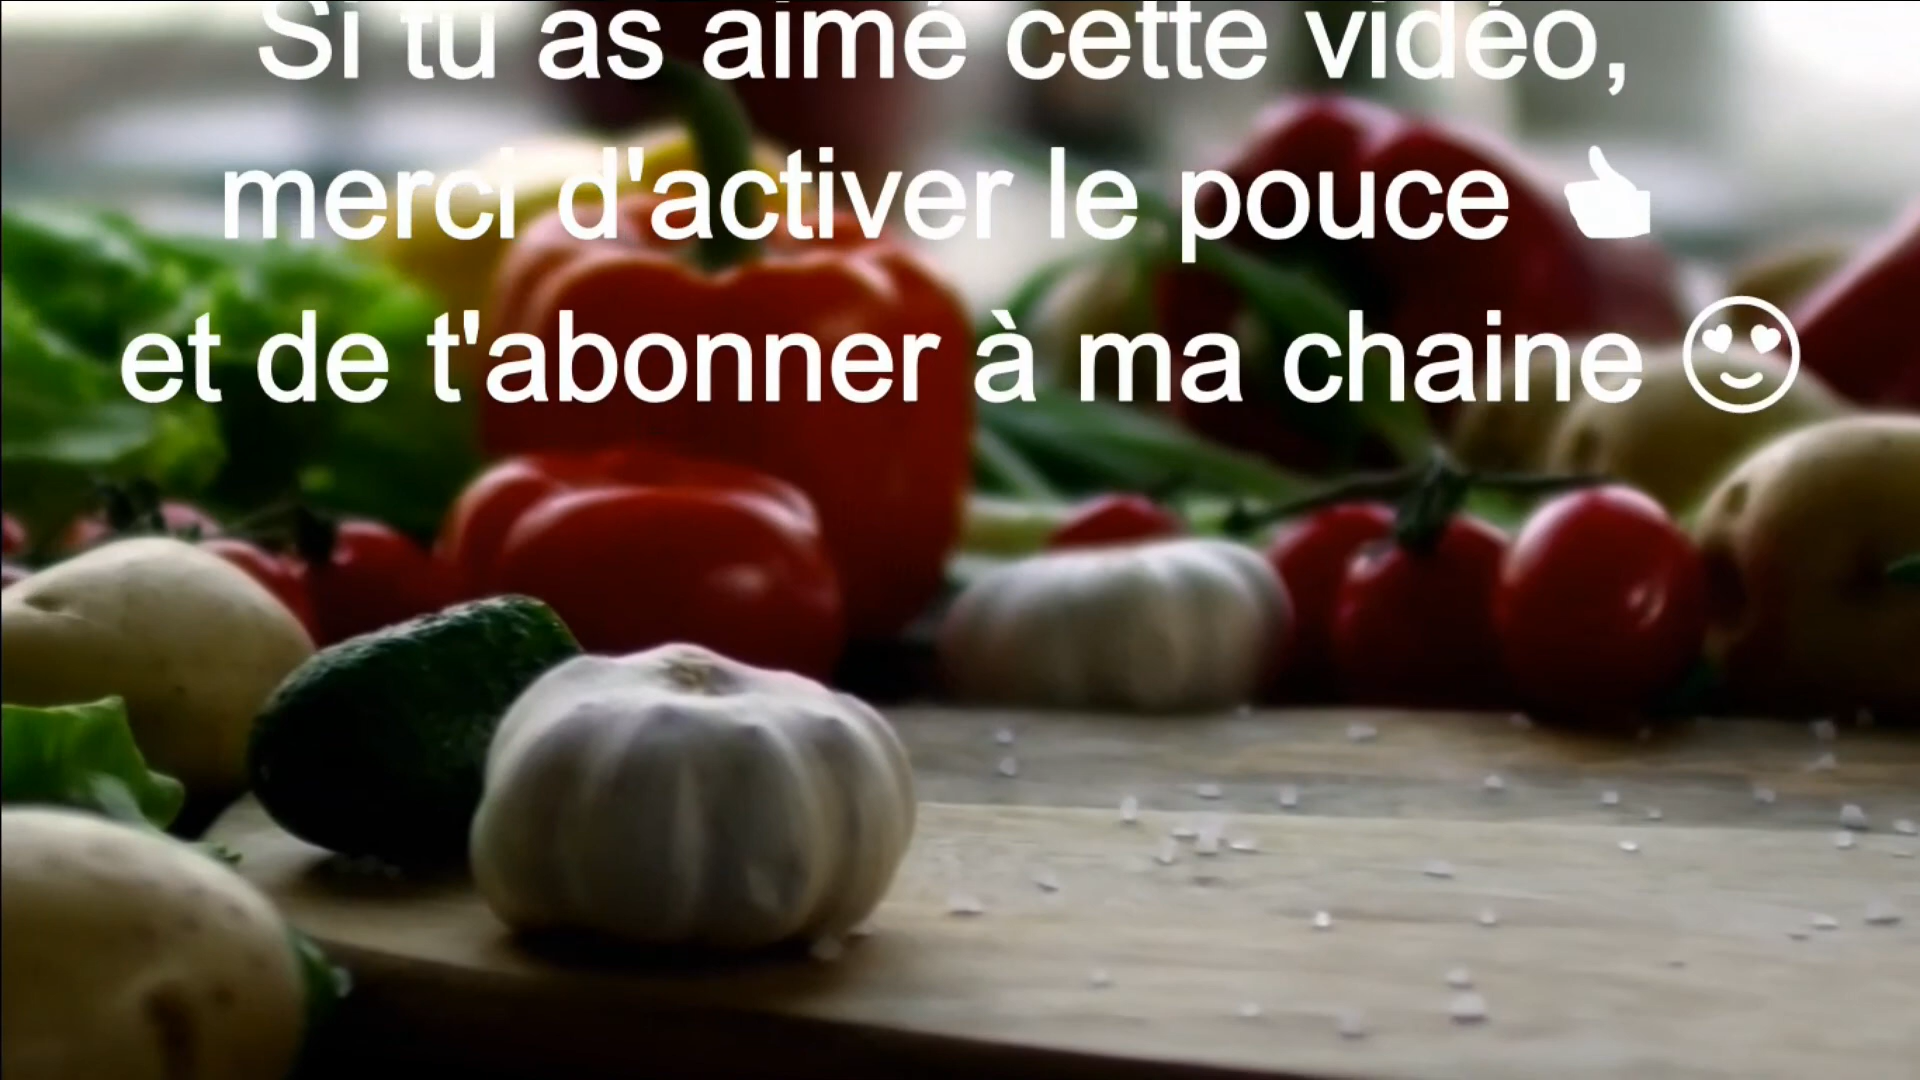 Si tu as aimé cette vidéo,
merci d'activer le pouce 👍
et de t'abonner à ma chaine 😍